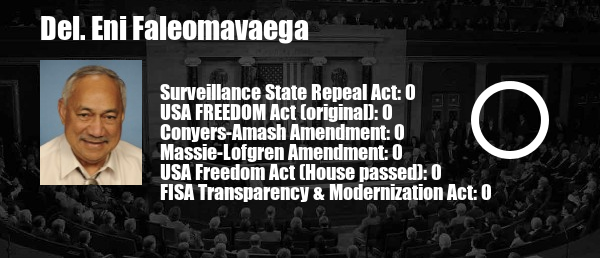 Del. Eni Faleomavaega
Surveillance State Repeal Act: 0
USA FREEDOM Act (original): 0
Conyers-Amash Amendment: 0
Massie-Lofgren Amendment: 0
USA Freedom Act (House passed): 0
FISA Transparency & Modernization Act: 0